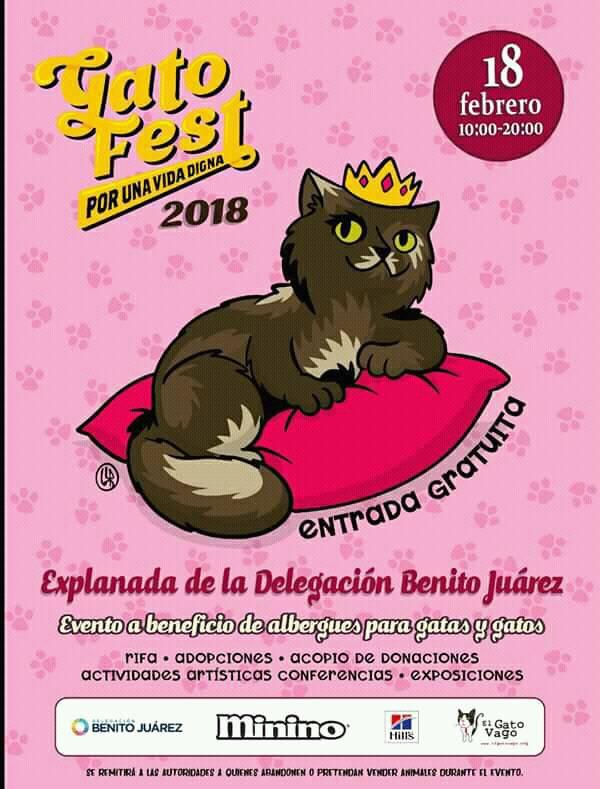 Gato
Fest
POR UNA VIDA DIGNA
2018
18
febrero
10:00-20:00
ENTRADA GRATUITA
Explanada de la Delegación Benito Juárez
Evento a beneficio de albergues para gatas y gatos
RIFA • ADOPCIONES • ACOPIO DE DONACIONES
ACTIVIDADES ARTÍSTICAS CONFERENCIAS • EXPOSICIONES
DELEGACIÓN
BENITO JUÁREZ
Minino
Hill's
El Gato
Vago
www.elgatovago.org
SE REMITIRÁ A LAS AUTORIDADES A QUIENES ABANDONEN O PRETENDAN VENDER ANIMALES DURANTE EL EVENTO.